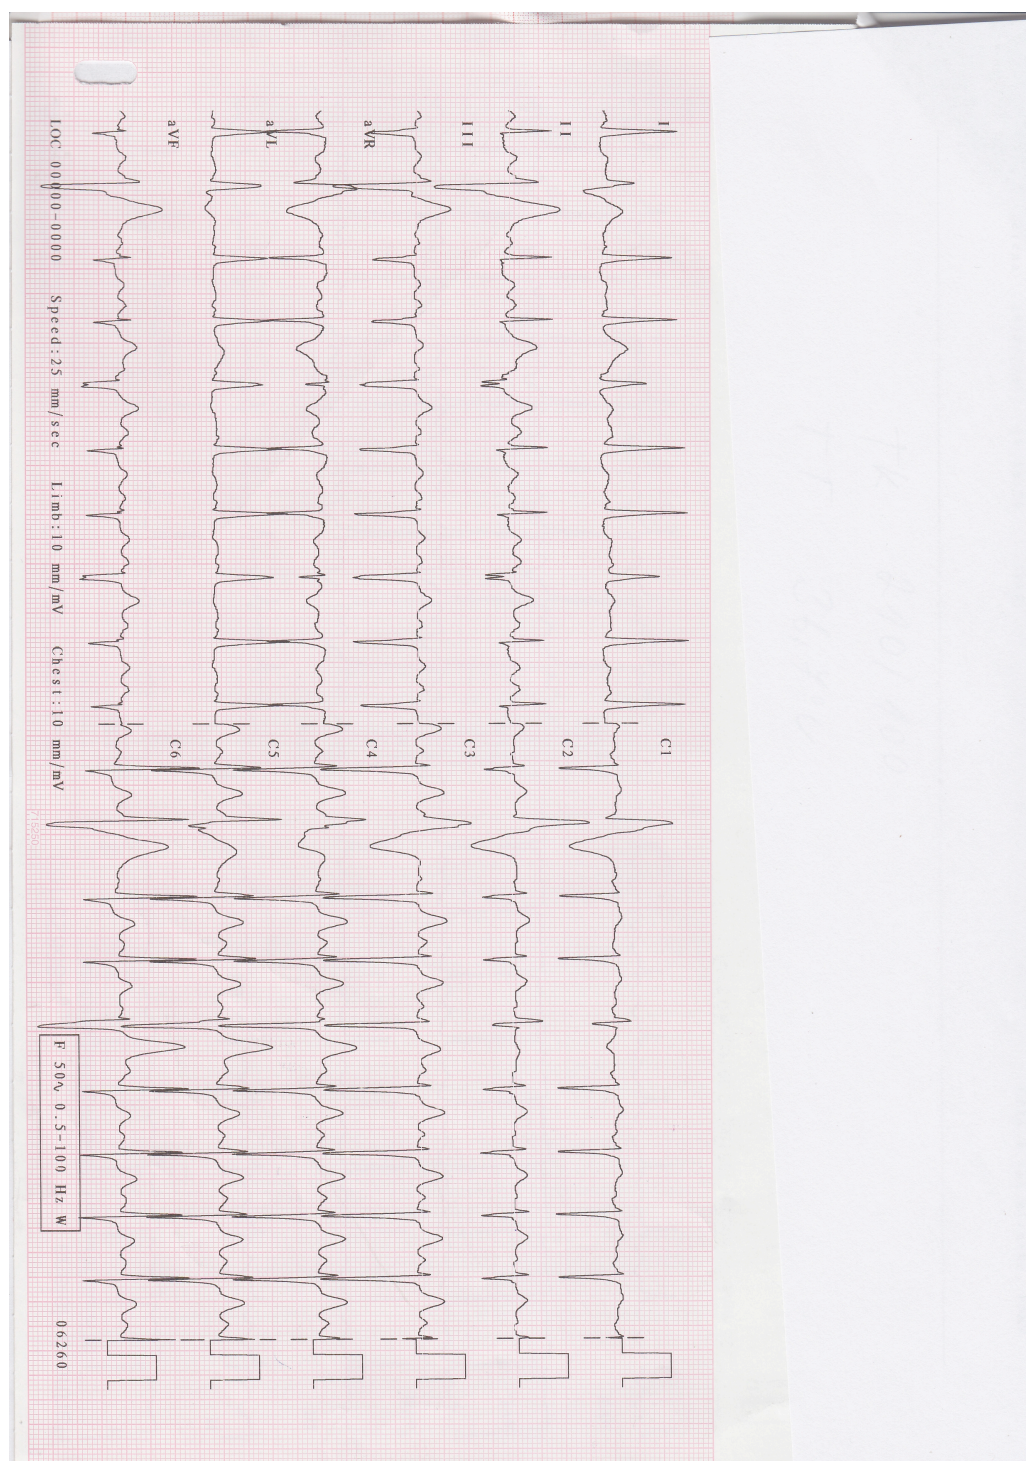 I
II
III
aVR
aVL
aVF
C1
C2
C3
C4
C5
C6
LOC 00000-0000 Speed:25 mm/sec Limb:10 mm/mV Chest:10 mm/mV
F 50∿ 0.5-100 Hz W
06260